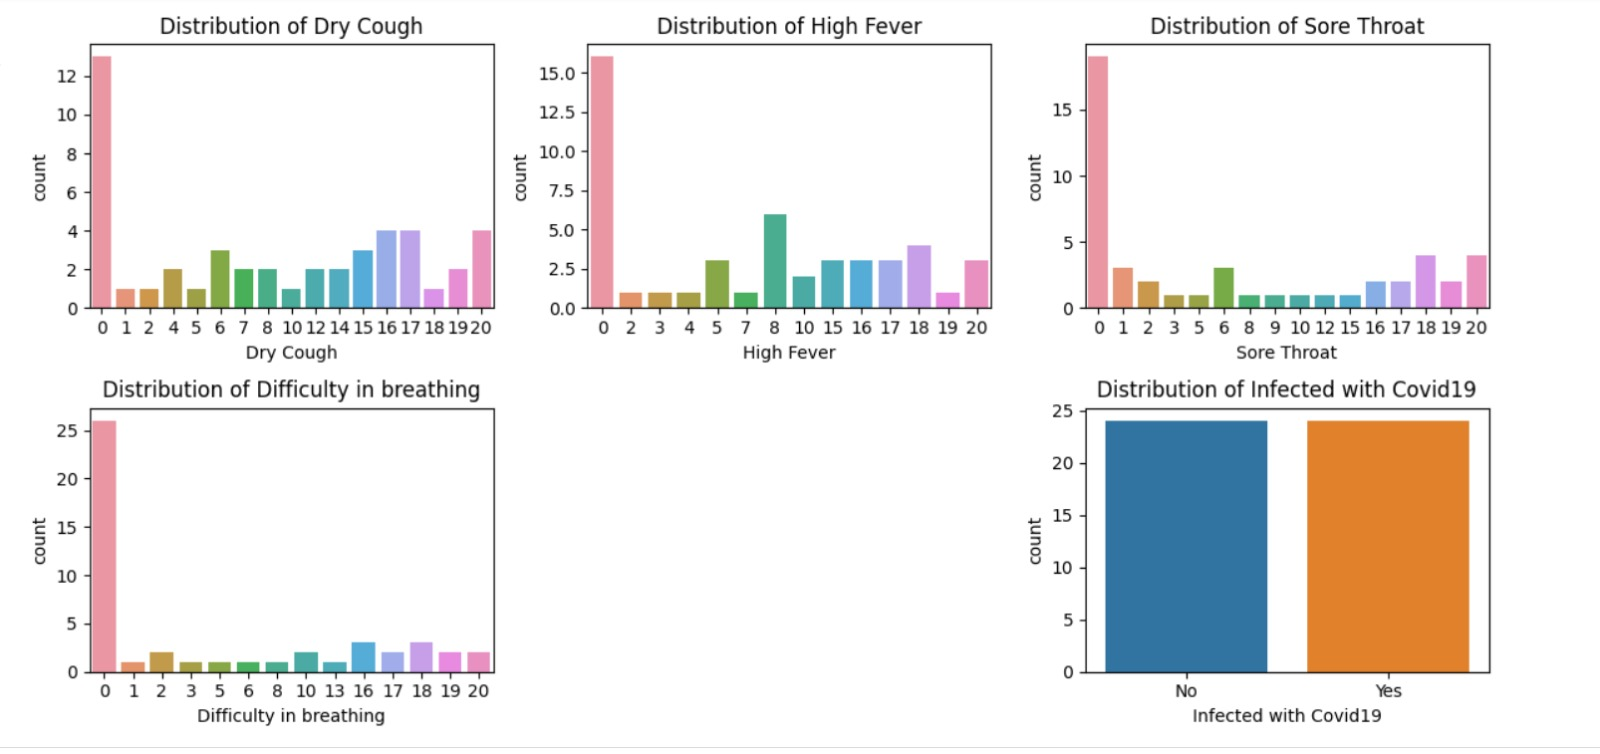 Distribution of Dry Cough
12
10
8
6
4
2
0
count
0 1 2 4 5 6 7 8 10 12 14 15 16 17 18 19 20
Dry Cough
Distribution of High Fever
15.0
12.5
10.0
7.5
5.0
2.5
0.0
count
0 2 3 4 5 7 8 10 15 16 17 18 19 20
High Fever
Distribution of Sore Throat
15
10
5
0
count
0 1 2 3 5 6 8 9 10 12 15 16 17 18 19 20
Sore Throat
Distribution of Difficulty in breathing
25
20
15
10
5
0
count
0 1 2 3 5 6 8 10 13 16 17 18 19 20
Difficulty in breathing
Distribution of Infected with Covid19
25
20
15
10
5
0
count
No Yes
Infected with Covid19